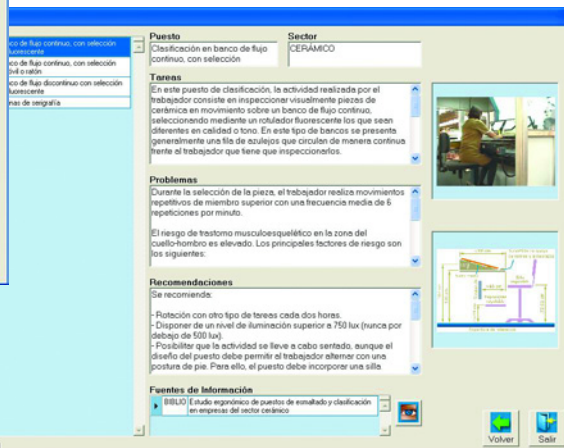 co de flujo continuo, con selección
luorescente
co de flujo continuo, con selección
óvil o ratón
co de flujo discontinuo con selección
luorescente
mas de serigrafía
Puesto
Clasificación en banco de flujo
continuo, con selección
Sector
CERÁMICO
Tareas
En este puesto de clasificación, la actividad realizada por el
trabajador consiste en inspeccionar visualmente piezas de
cerámica en movimiento sobre un banco de flujo continuo,
seleccionando mediante un rotulador fluorescente los que sean
diferentes en calidad o tono. En este tipo de bancos se presenta
generalmente una fila de azulejos que circulan de manera continua
frente al trabajador que tiene que inspeccionarlos.
Problemas
Durante la selección de la pieza, el trabajador realiza movimientos
repetitivos de miembro superior con una frecuencia media de 6
repeticiones por minuto.
El riesgo de trastorno musculoesquelético en la zona del
cuello-hombro es elevado. Los principales factores de riesgo son
los siguientes:
Recomendaciones
Se recomienda:
- Rotación con otro tipo de tareas cada dos horas.
- Disponer de un nivel de iluminación superior a 750 lux (nunca por
debajo de 500 lux).
- Posibilitar que la actividad se lleve a cabo sentado, aunque el
diseño del puesto debe permitir al trabajador alternar con una
postura de pie. Para ello, el puesto debe incorporar una silla
Fuentes de Información
BIBLIO Estudio ergonómico de puestos de esmaltado y clasificación
en empresas del sector cerámico
Volver
Salir